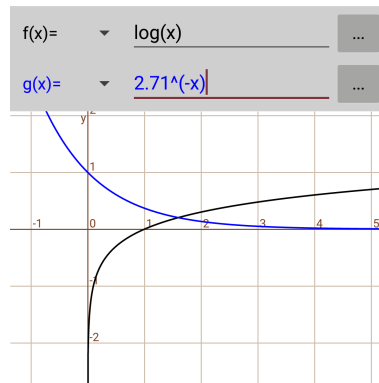 f(x)= log(x) ...
g(x)= 2.71^(-x) ...
2
y
1
-1 0 1 2 3 4 5
-1
-2